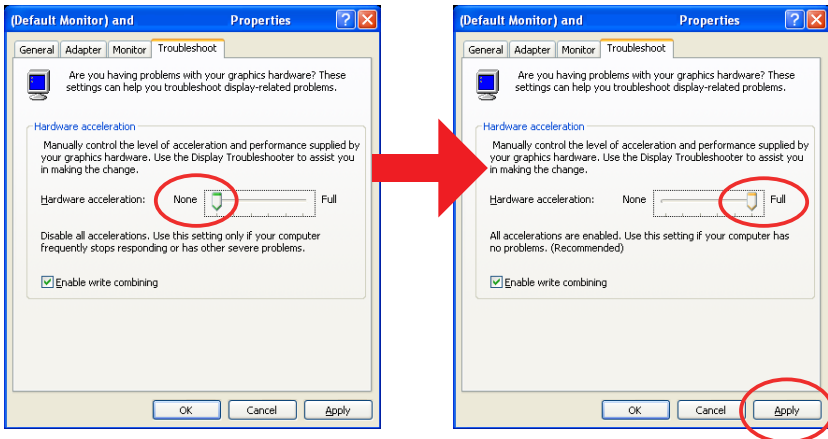 (Default Monitor) and Properties
General Adapter Monitor Troubleshoot
Are you having problems with your graphics hardware? These
settings can help you troubleshoot display-related problems.
Hardware acceleration
Manually control the level of acceleration and performance supplied by
your graphics hardware. Use the Display Troubleshooter to assist you
in making the change.
Hardware acceleration: None Full
Disable all accelerations. Use this setting only if your computer
frequently stops responding or has other severe problems.
Enable write combining
OK Cancel Apply
(Default Monitor) and Properties
General Adapter Monitor Troubleshoot
Are you having problems with your graphics hardware? These
settings can help you troubleshoot display-related problems.
Hardware acceleration
Manually control the level of acceleration and performance supplied by
your graphics hardware. Use the Display Troubleshooter to assist you
in making the change.
Hardware acceleration: None Full
All accelerations are enabled. Use this setting if your computer has
no problems. (Recommended)
Enable write combining
OK Cancel Apply